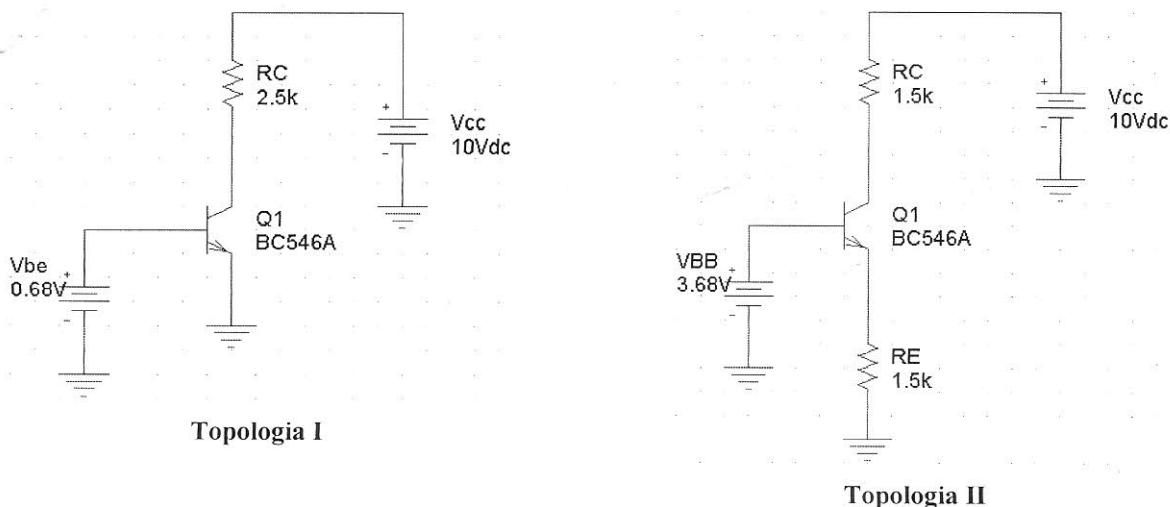 RC
2.5k
+
Vcc
10Vdc
-
Q1
BC546A
Vbe
+
0.68V
-
Topologia I
RC
1.5k
+
Vcc
10Vdc
-
Q1
BC546A
VBB
+
3.68V
-
RE
1.5k
Topologia II